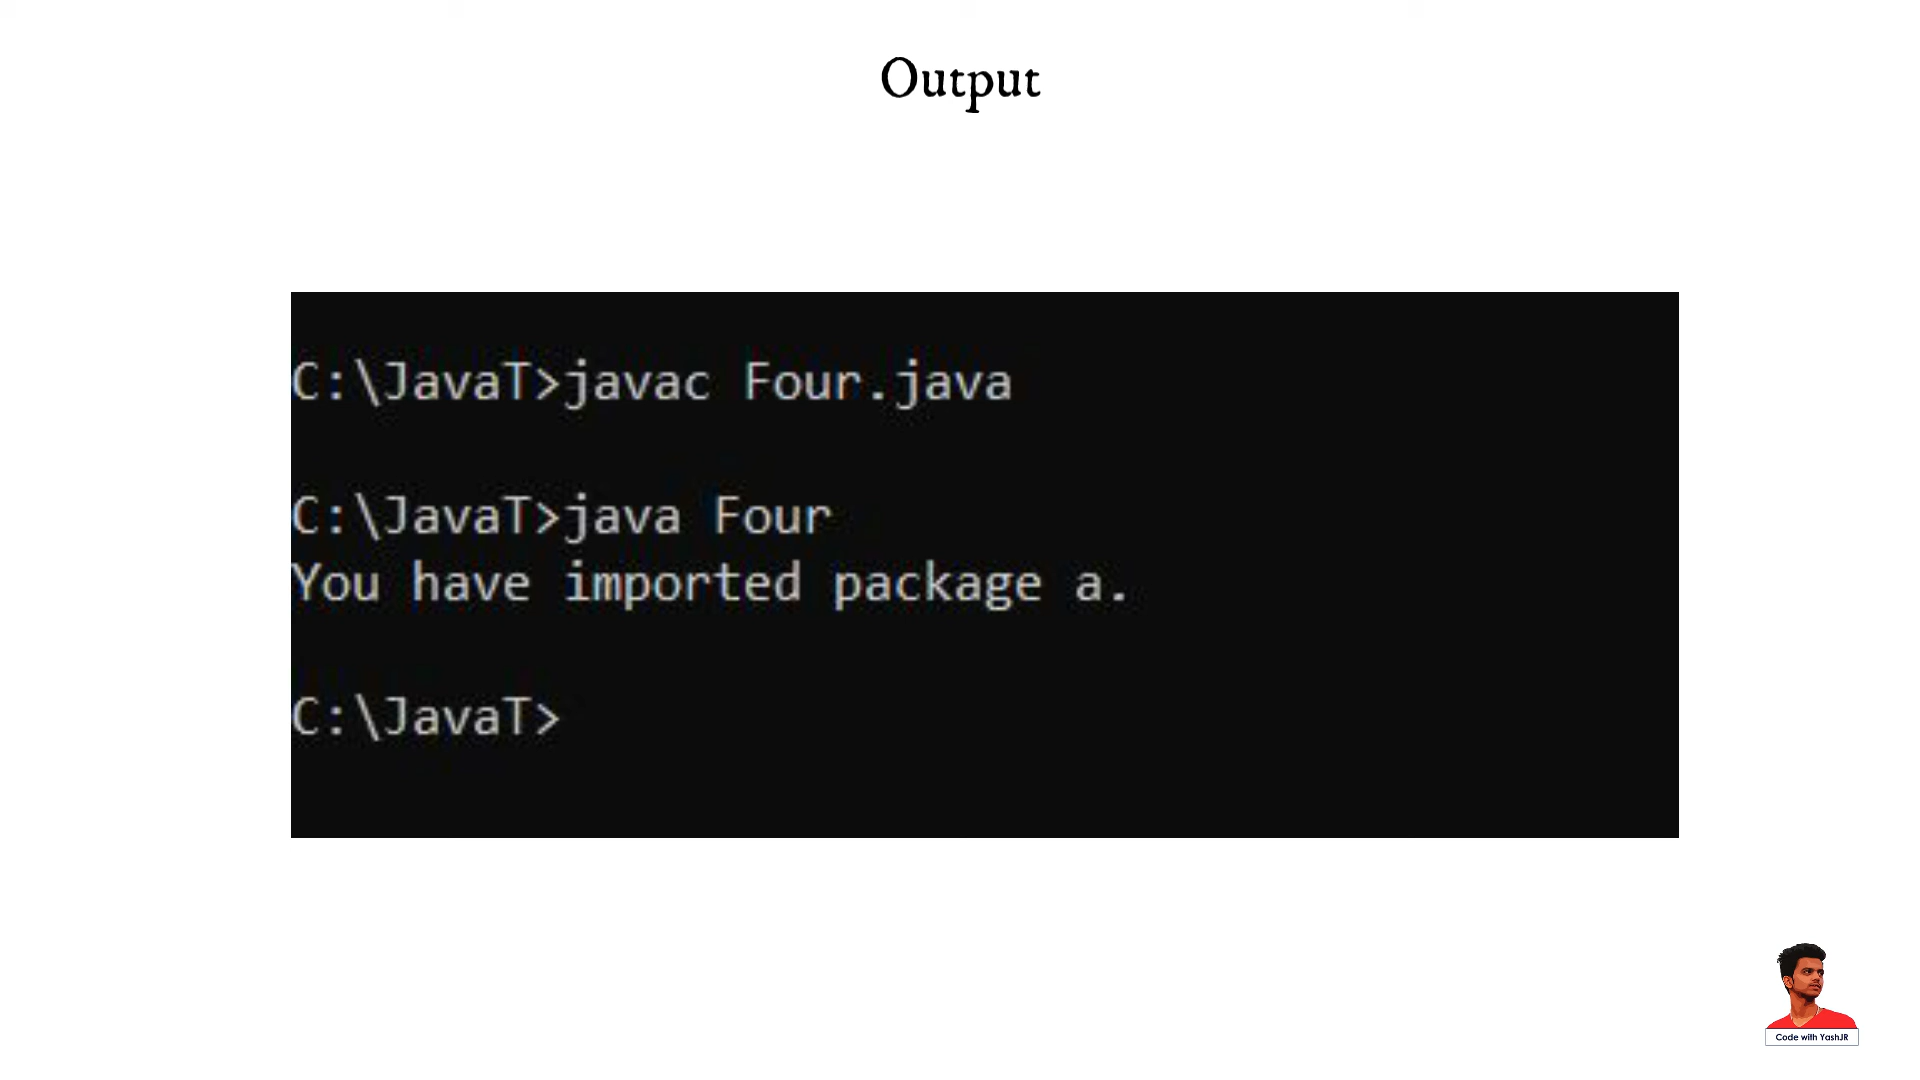 Output
C:\JavaT>javac Four.java
C:\JavaT>java Four
You have imported package a.
C:\JavaT>
Code with YashJR